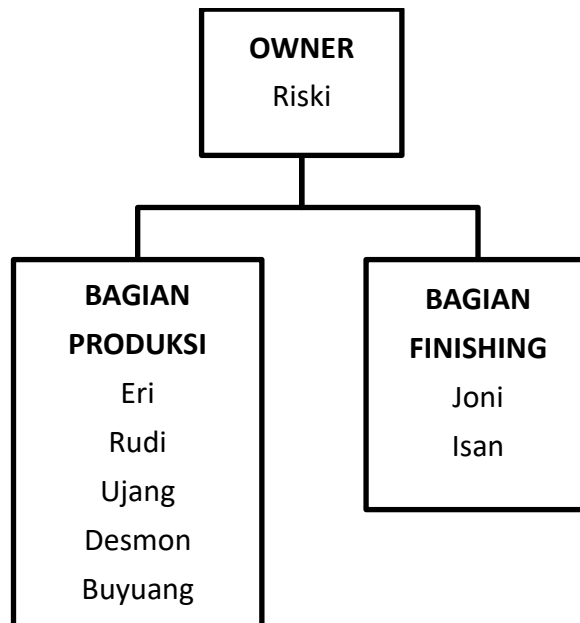 OWNER
Riski
BAGIAN
PRODUKSI
Eri
Rudi
Ujang
Desmon
Buyuang
BAGIAN
FINISHING
Joni
Isan